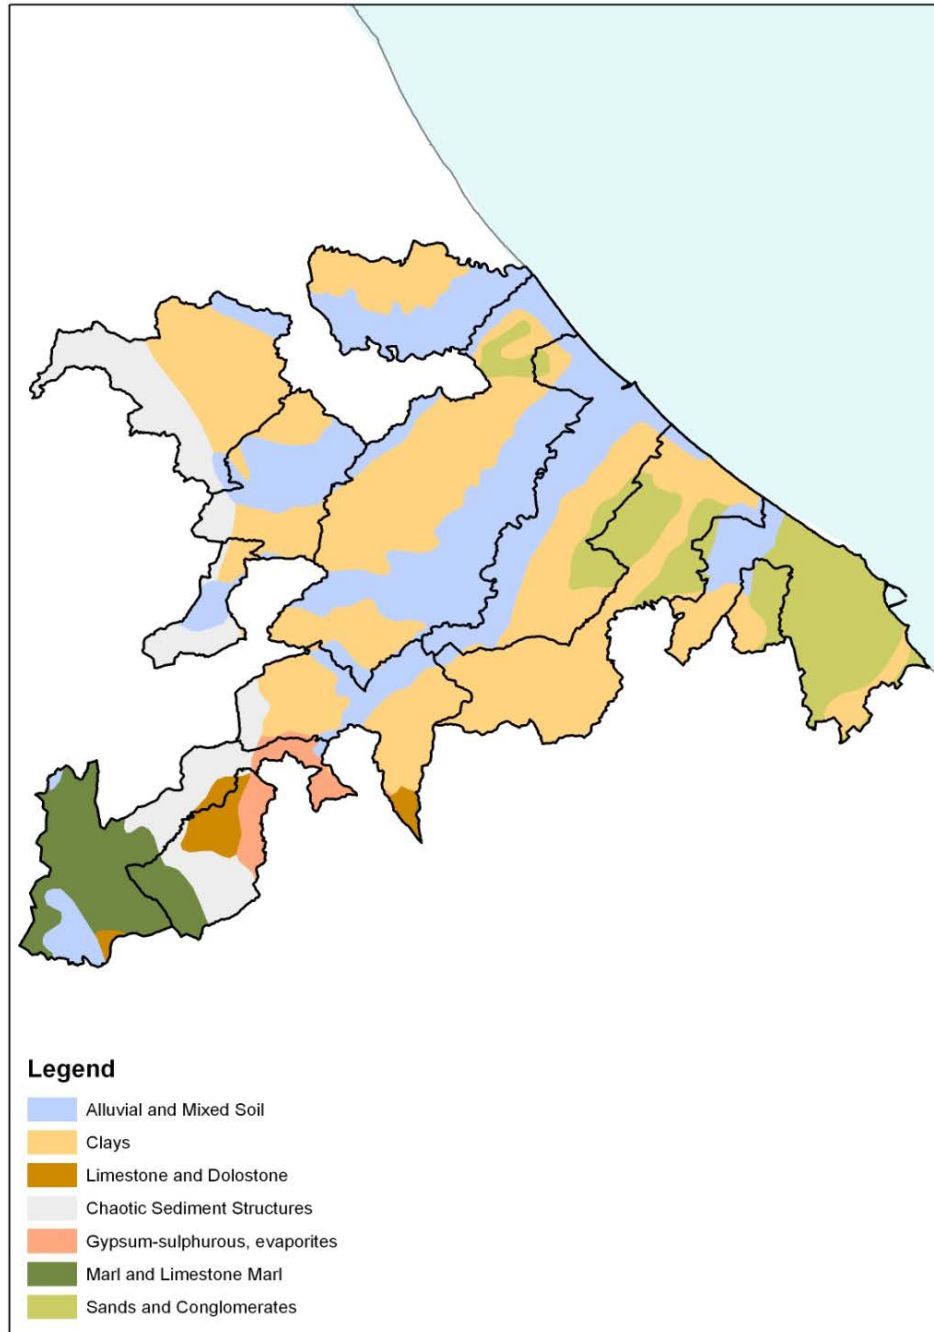 Legend
Alluvial and Mixed Soil
Clays
Limestone and Dolostone
Chaotic Sediment Structures
Gypsum-sulphurous, evaporites
Marl and Limestone Marl
Sands and Conglomerates